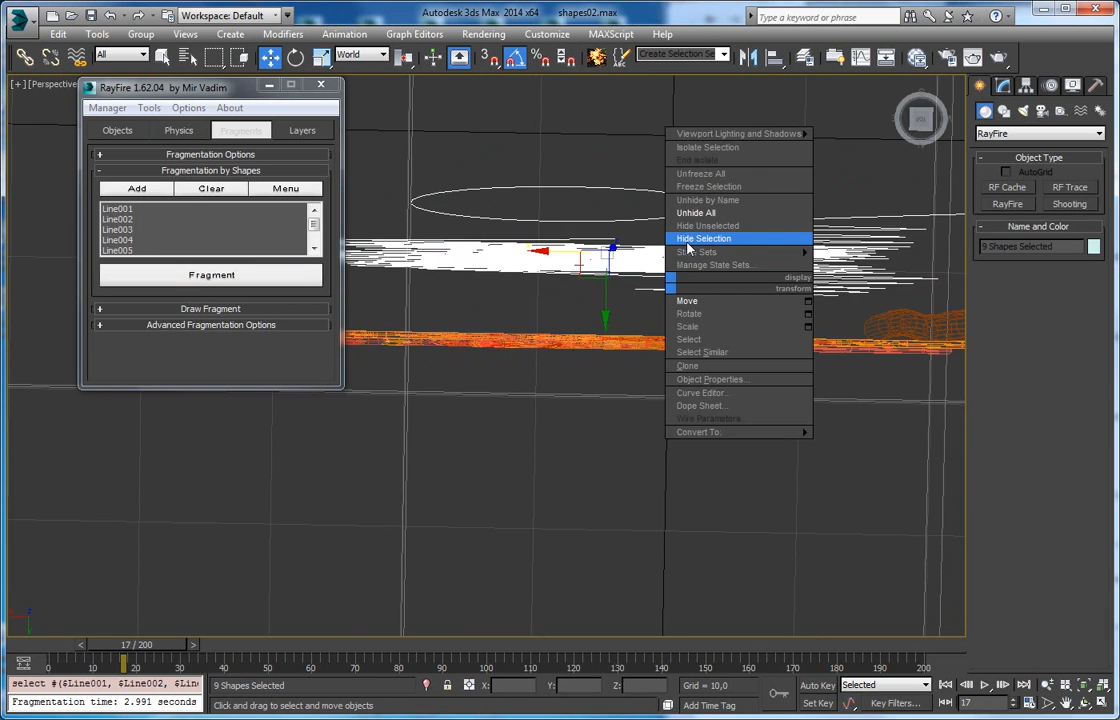 Workspace: Default
Autodesk 3ds Max 2014 x64 shapes02.max
Type a keyword or phrase
Edit Tools Group Views Create Modifiers Animation Graph Editors Rendering Customize MAXScript Help
All
World
Create Selection Se
[+] [Perspective
RayFire 1.62.04 by Mir Vadim
Manager Tools Options About
Objects Physics Fragments Layers
+ Fragmentation Options
- Fragmentation by Shapes
Add Clear Menu
Line001
Line002
Line003
Line004
Line005
Fragment
+ Draw Fragment
+ Advanced Fragmentation Options
Viewport Lighting and Shadows
Isolate Selection
End Isolate
Unfreeze All
Freeze Selection
Unhide by Name
Unhide All
Hide Unselected
Hide Selection
State Sets
Manage State Sets...
display
transform
Move
Rotate
Scale
Select
Select Similar
Clone
Object Properties...
Curve Editor...
Dope Sheet...
Wire Parameters...
Convert To:
RayFire
- Object Type
AutoGrid
RF Cache RF Trace
RayFire Shooting
- Name and Color
9 Shapes Selected
< 17 / 200 >
0 10 20 30 40 50 60 70 80 90 100 110 120 130 140 150 160 170 180 190 200
select #($Line001, $Line002, $Line
9 Shapes Selected X: Y: Z: Grid = 10,0 Auto Key Selected
Fragmentation time: 2.991 seconds
Click and drag to select and move objects Add Time Tag Set Key Key Filters... 17